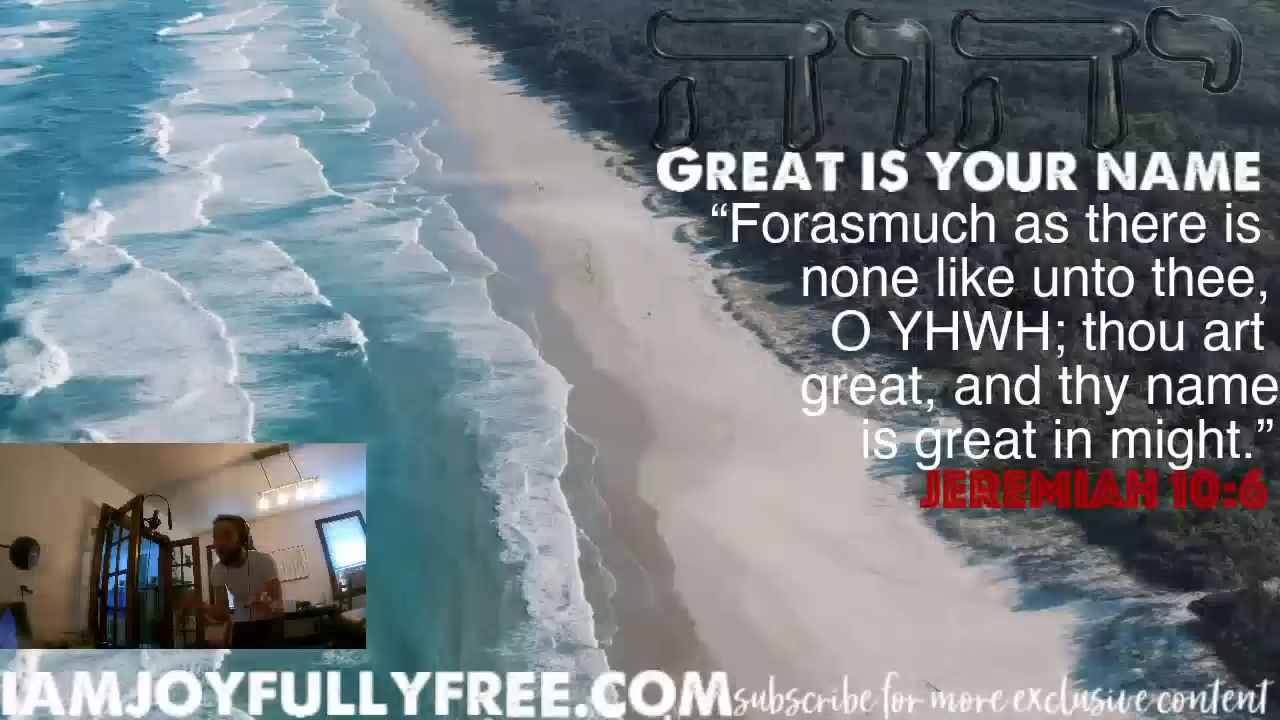 יהוה
GREAT IS YOUR NAME
“Forasmuch as there is
none like unto thee,
O YHWH; thou art
great, and thy name
is great in might.”
JEREMIAH 10:6
IAMJOYFULLYFREE.COM subscribe for more exclusive content